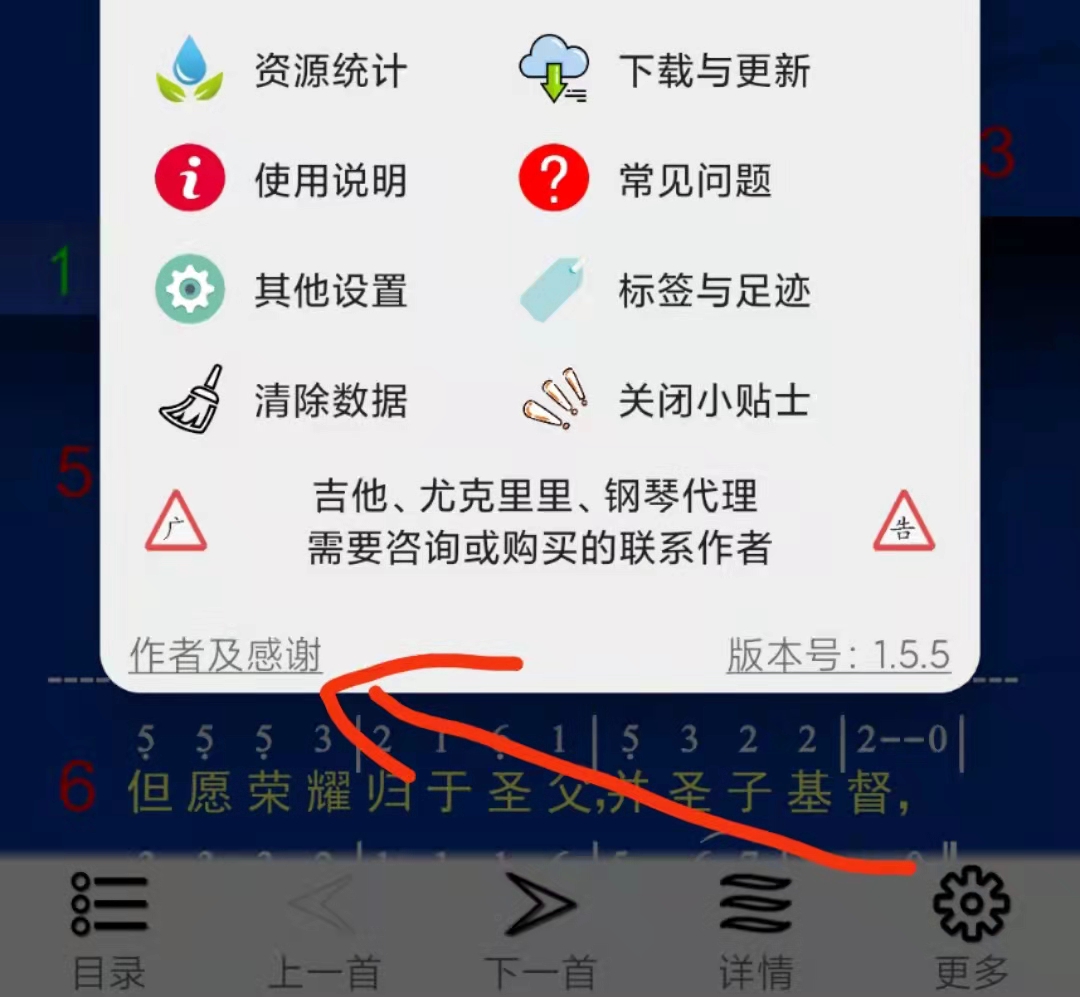 资源统计 下载与更新
3
使用说明 常见问题
1
其他设置 标签与足迹
清除数据 关闭小贴士
5
吉他、尤克里里、钢琴代理
广 告
需要咨询或购买的联系作者
作者及感谢 版本号: 1.5.5
5 5 5 3 | 2 1 6 1 | 5 3 2 2 | 2--0 |
6 但愿荣耀归于圣父,并圣子基督,
目录 上一首 下一首 详情 更多